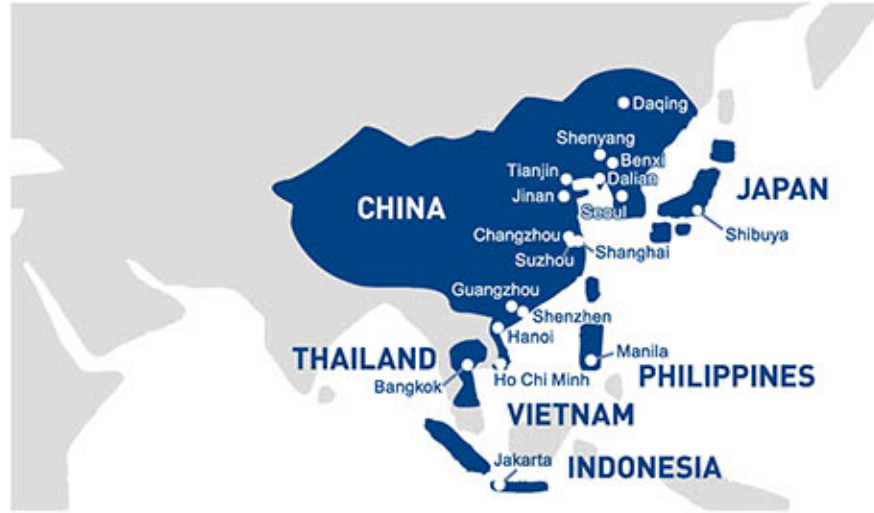 Daqing
Shenyang
Benxi
Tianjin
Dalian
JAPAN
Jinan
CHINA
Seoul
Shibuya
Changzhou
Shanghai
Suzhou
Guangzhou
Shenzhen
Hanoi
THAILAND
Manila
Bangkok
Ho Chi Minh
PHILIPPINES
VIETNAM
Jakarta
INDONESIA